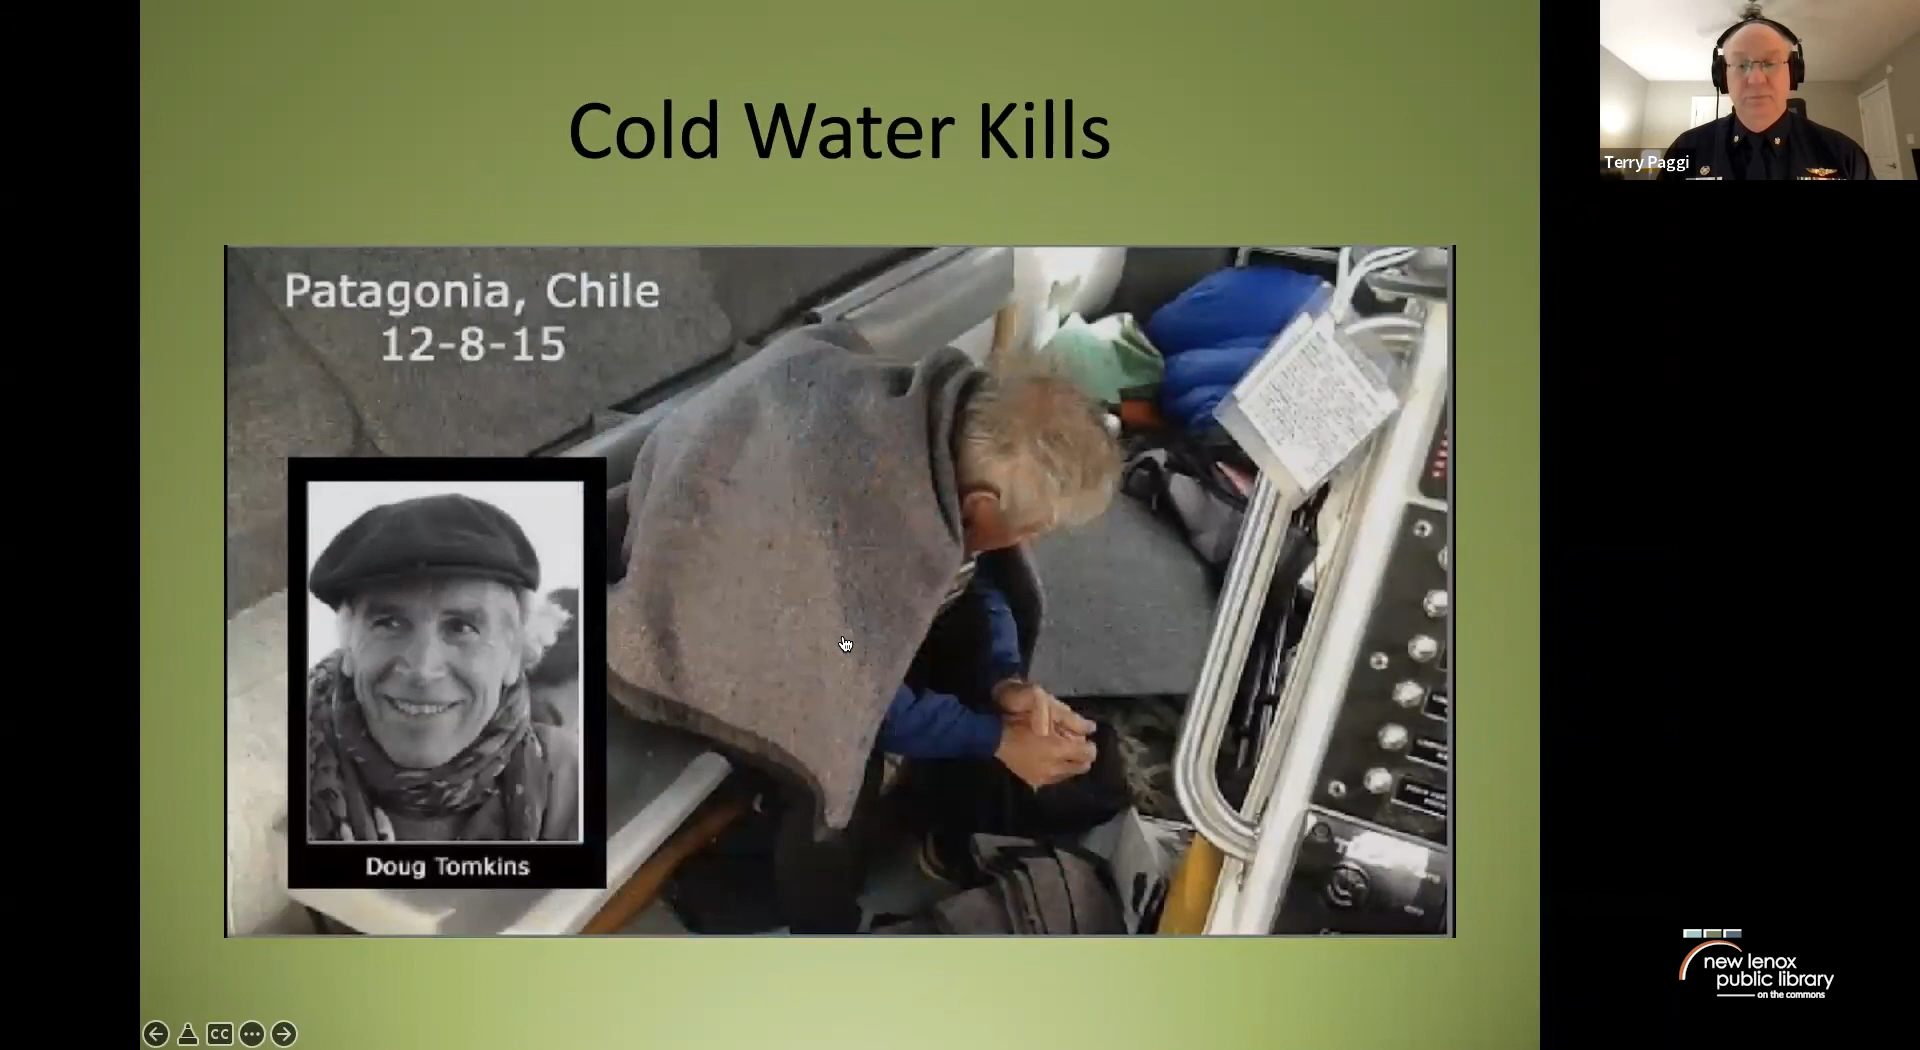 Cold Water Kills
Patagonia, Chile
12-8-15
Doug Tomkins
Terry Paggi
CC
new lenox
public library
on the commons